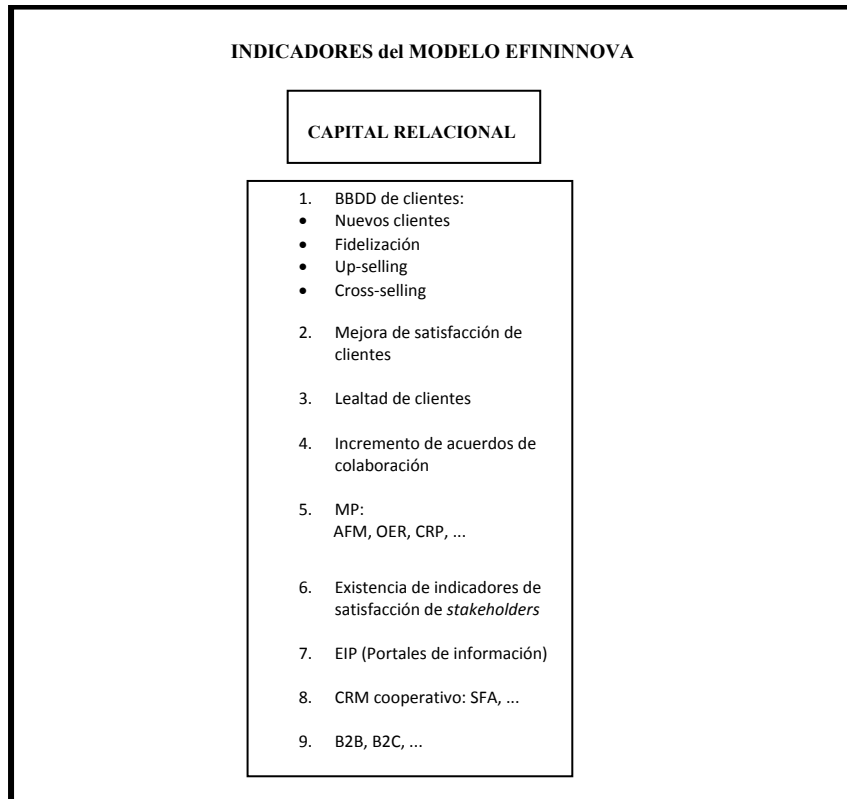 INDICADORES del MODELO EFININNOVA
CAPITAL RELACIONAL
1. BBDD de clientes:
• Nuevos clientes
• Fidelización
• Up-selling
• Cross-selling
2. Mejora de satisfacción de
clientes
3. Lealtad de clientes
4. Incremento de acuerdos de
colaboración
5. MP:
AFM, OER, CRP, ...
6. Existencia de indicadores de
satisfacción de stakeholders
7. EIP (Portales de información)
8. CRM cooperativo: SFA, ...
9. B2B, B2C, ...